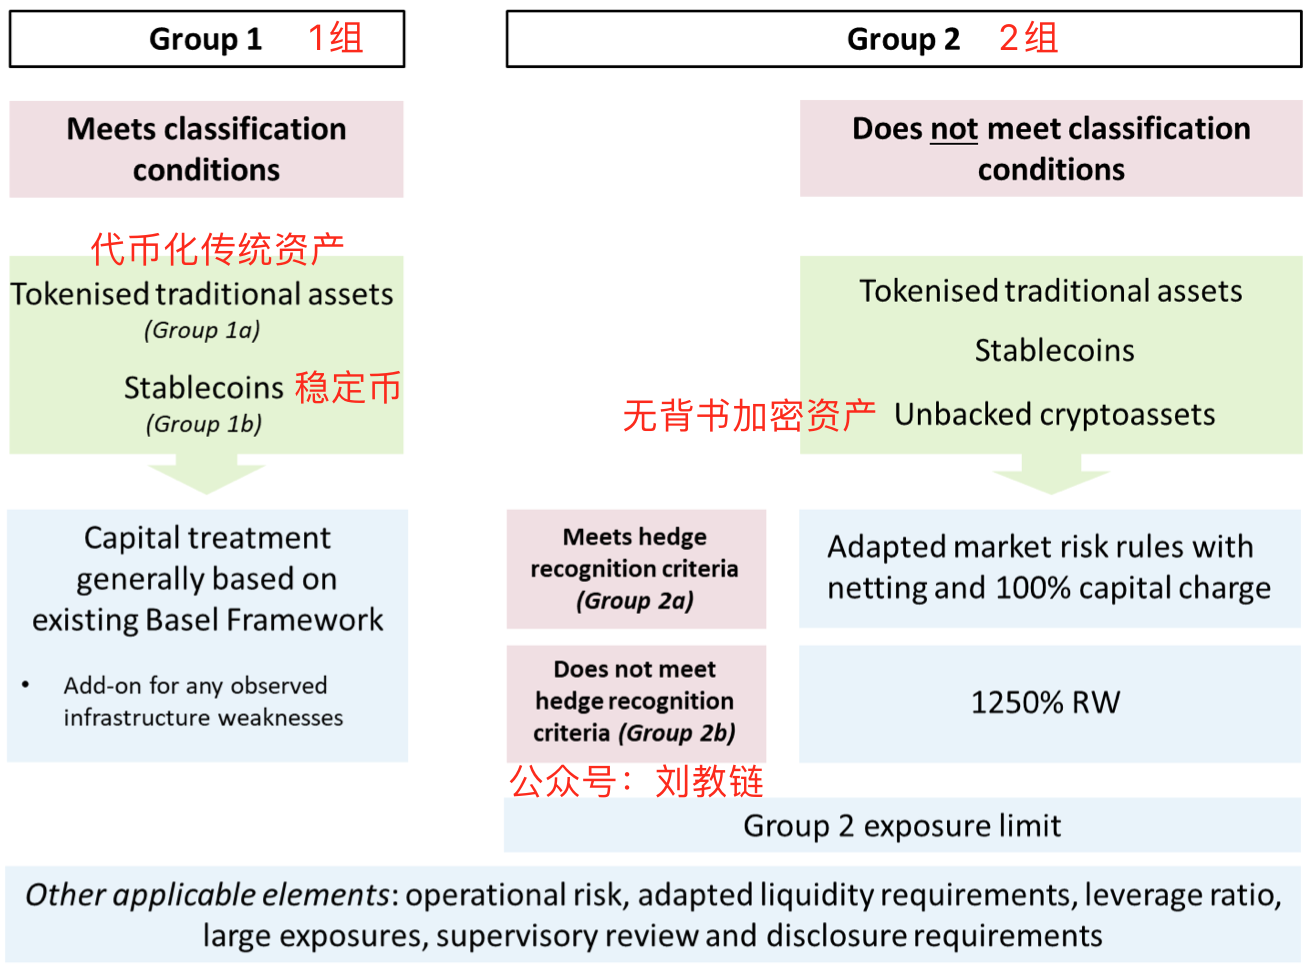 Group 1 1组
Group 2 2组
Meets classification
conditions
Does not meet classification
conditions
代币化传统资产
Tokenised traditional assets
(Group 1a)
Stablecoins 稳定币
(Group 1b)
Tokenised traditional assets
Stablecoins
无背书加密资产 Unbacked cryptoassets
Capital treatment
generally based on
existing Basel Framework
• Add-on for any observed
infrastructure weaknesses
Meets hedge
recognition criteria
(Group 2a)
Adapted market risk rules with
netting and 100% capital charge
Does not meet
hedge recognition
criteria (Group 2b)
1250% RW
公众号：刘教链
Group 2 exposure limit
Other applicable elements: operational risk, adapted liquidity requirements, leverage ratio,
large exposures, supervisory review and disclosure requirements